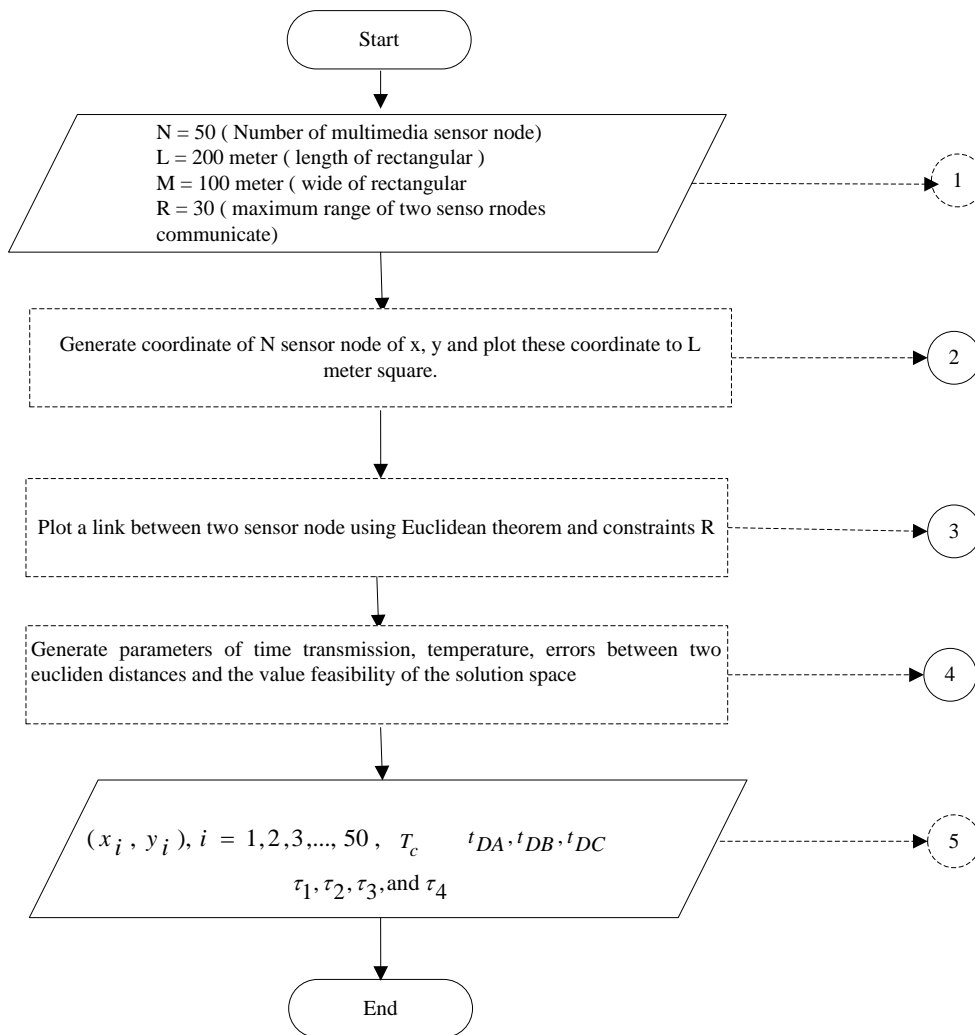 Start
N = 50 ( Number of multimedia sensor node)
L = 200 meter ( length of rectangular )
M = 100 meter ( wide of rectangular
R = 30 ( maximum range of two senso rnodes
communicate)
1
Generate coordinate of N sensor node of x, y and plot these coordinate to L
meter square.
2
Plot a link between two sensor node using Euclidean theorem and constraints R
3
Generate parameters of time transmission, temperature, errors between two
eucliden distances and the value feasibility of the solution space
4
( x_i , y_i ), i = 1,2,3,..., 50 , T_c t_DA, t_DB, t_DC
τ_1, τ_2, τ_3, and τ_4
5
End